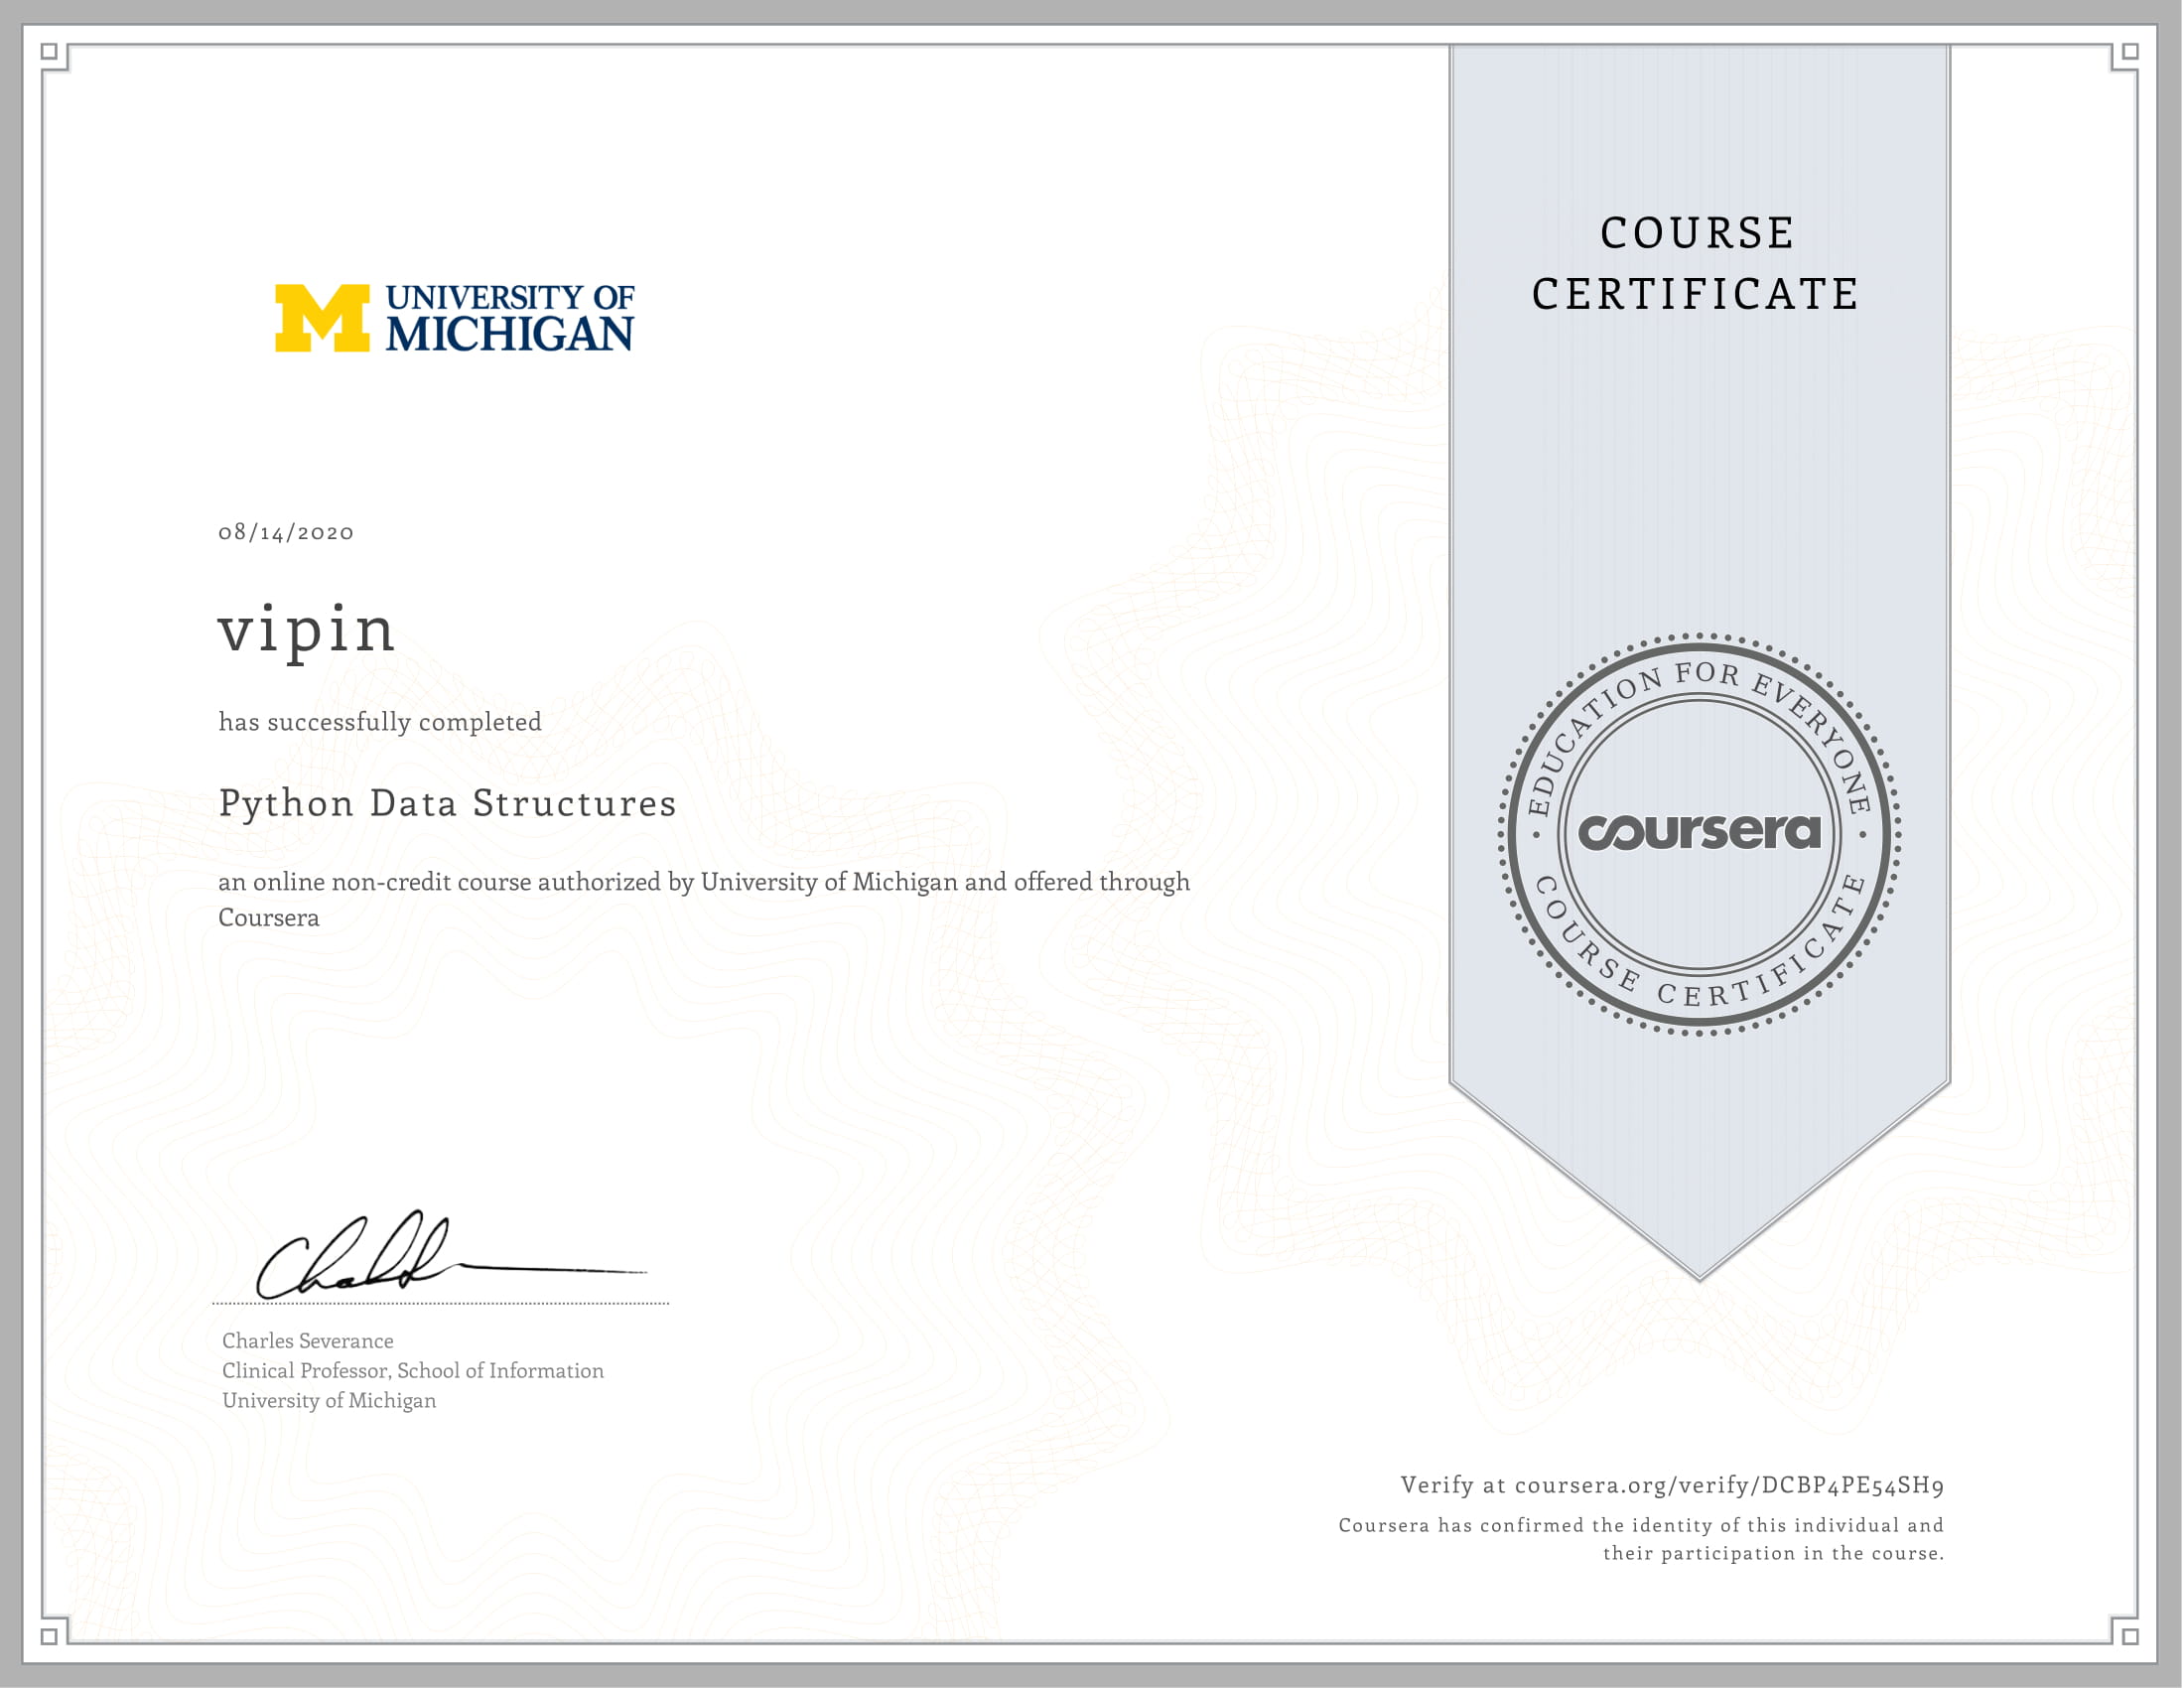 UNIVERSITY OF
MICHIGAN
COURSE
CERTIFICATE
08/14/2020
vipin
has successfully completed
Python Data Structures
an online non-credit course authorized by University of Michigan and offered through
Coursera
EDUCATION FOR EVERYONE
coursera
COURSE CERTIFICATE
Charles Severance
Clinical Professor, School of Information
University of Michigan
Verify at coursera.org/verify/DCBP4PE54SH9
Coursera has confirmed the identity of this individual and
their participation in the course.